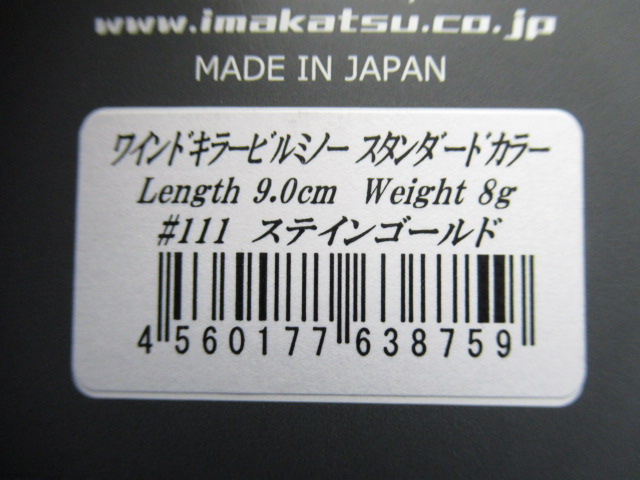 www.imakatsu.co.jp
MADE IN JAPAN
ワインドキラービルミノー スタンダードカラー
Length 9.0cm Weight 8g
#111 ステインゴールド
4 560177 638759